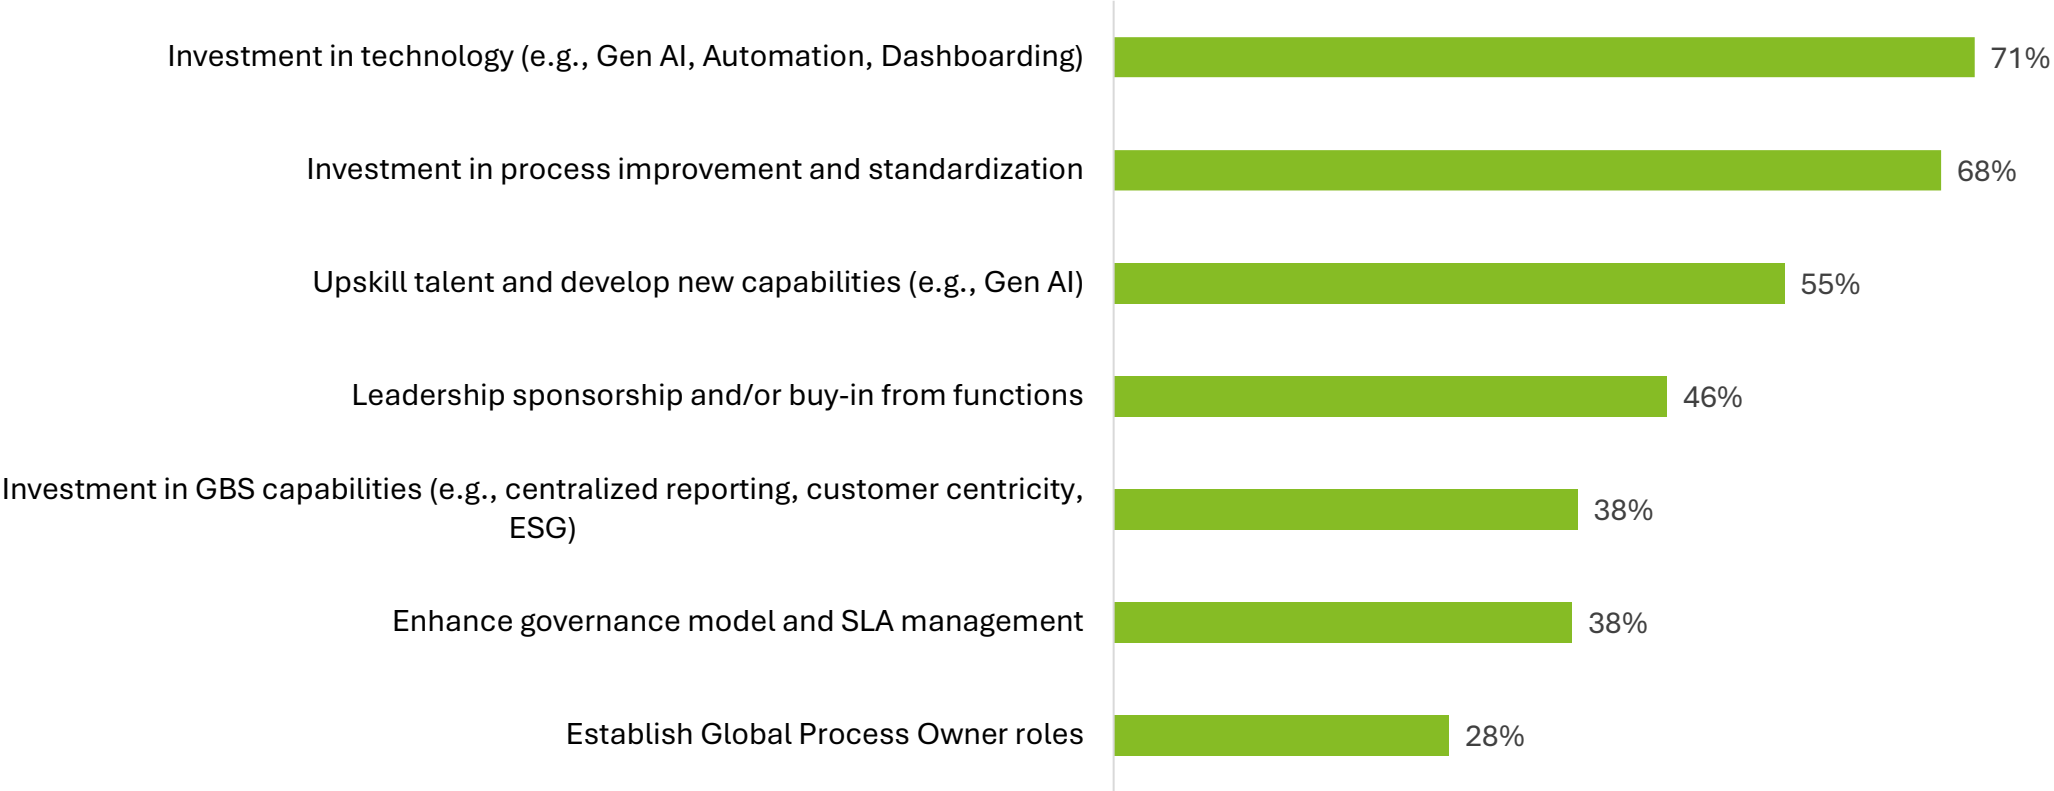 Investment in technology (e.g., Gen AI, Automation, Dashboarding) 71%
Investment in process improvement and standardization 68%
Upskill talent and develop new capabilities (e.g., Gen AI) 55%
Leadership sponsorship and/or buy-in from functions 46%
Investment in GBS capabilities (e.g., centralized reporting, customer centricity,
ESG) 38%
Enhance governance model and SLA management 38%
Establish Global Process Owner roles 28%